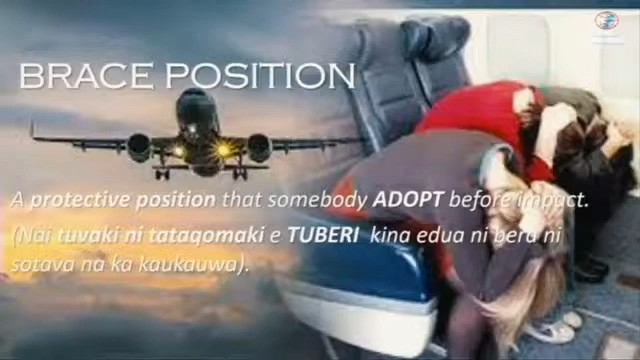 BRACE POSITION
A protective position that somebody ADOPT before impact.
(Nai tuvaki ni tataqomaki e TUBERI kina edua ni bera ni
sotava na ka kaukauwa).